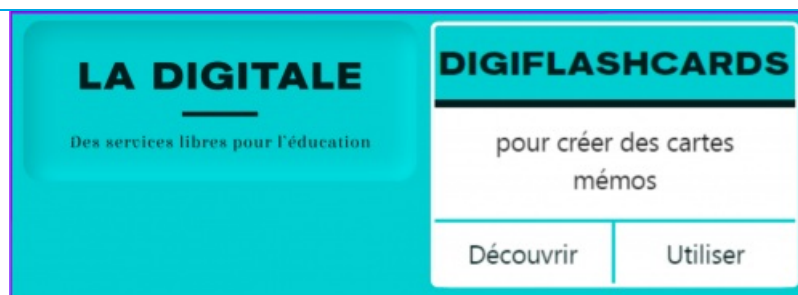 LA DIGITALE
Des services libres pour l'éducation
DIGIFLASHCARDS
pour créer des cartes
mémos
Découvrir
Utiliser